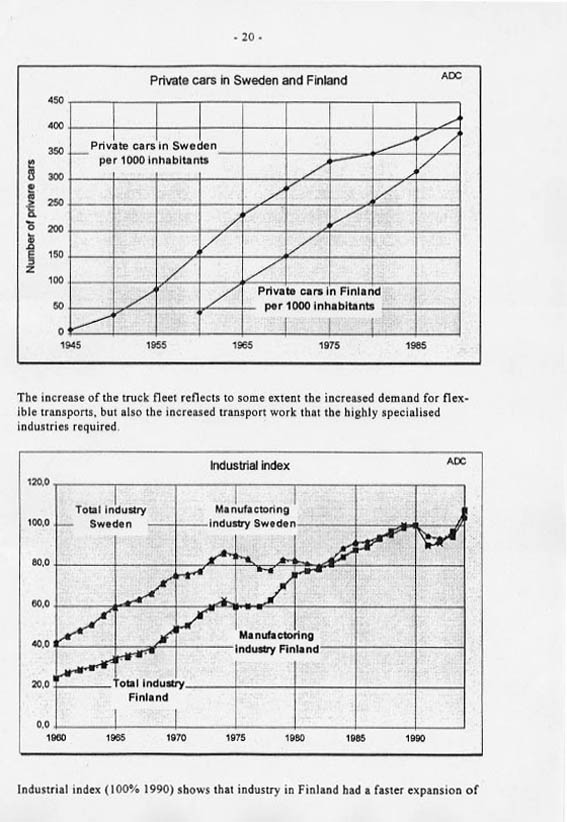 - 20 -
Private cars in Sweden and Finland
ADC
450
400
350
300
250
200
150
100
50
0
Number of private cars
Private cars in Sweden
per 1000 inhabitants
Private cars in Finland
per 1000 inhabitants
1945 1955 1965 1975 1985
The increase of the truck fleet reflects to some extent the increased demand for flex-
ible transports, but also the increased transport work that the highly specialised
industries required.
Industrial index
ADC
120,0
100,0
80,0
60,0
40,0
20,0
0,0
Total industry
Sweden
Manufactoring
industry Sweden
Manufactoring
industry Finland
Total industry
Finland
1960 1965 1970 1975 1980 1985 1990
Industrial index (100% 1990) shows that industry in Finland had a faster expansion of